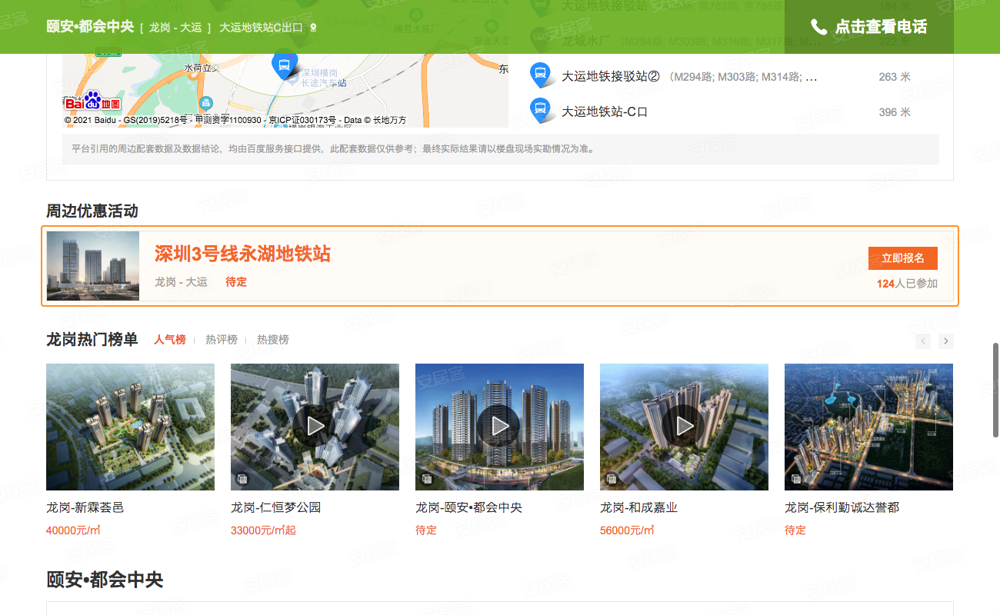 颐安•都会中央 [ 龙岗 - 大运 ] 大运地铁站C出口
点击查看电话
184 米
龙城水厂 (M294路; M303路; M316路; M317路; M...
222 米
水荷立交
深圳横岗
长途汽车站
东
大运地铁接驳站② (M294路; M303路; M314路; ...
263 米
大运地铁站-C口
396 米
Bai du 地图
© 2021 Baidu - GS(2019)5218号 - 甲测资字1100930 - 京ICP证030173号 - Data © 长地万方
平台引用的周边配套数据及数据结论，均由百度服务接口提供，此配套数据仅供参考；最终实际结果请以楼盘现场实勘情况为准。
周边优惠活动
深圳3号线永湖地铁站
龙岗 - 大运 待定
立即报名
124人已参加
龙岗热门榜单 人气榜 热评榜 热搜榜
龙岗-新霖荟邑
40000元/㎡
龙岗-仁恒梦公园
33000元/㎡起
龙岗-颐安•都会中央
待定
龙岗-和成嘉业
56000元/㎡
龙岗-保利勤诚达誉都
待定
颐安•都会中央
安居客